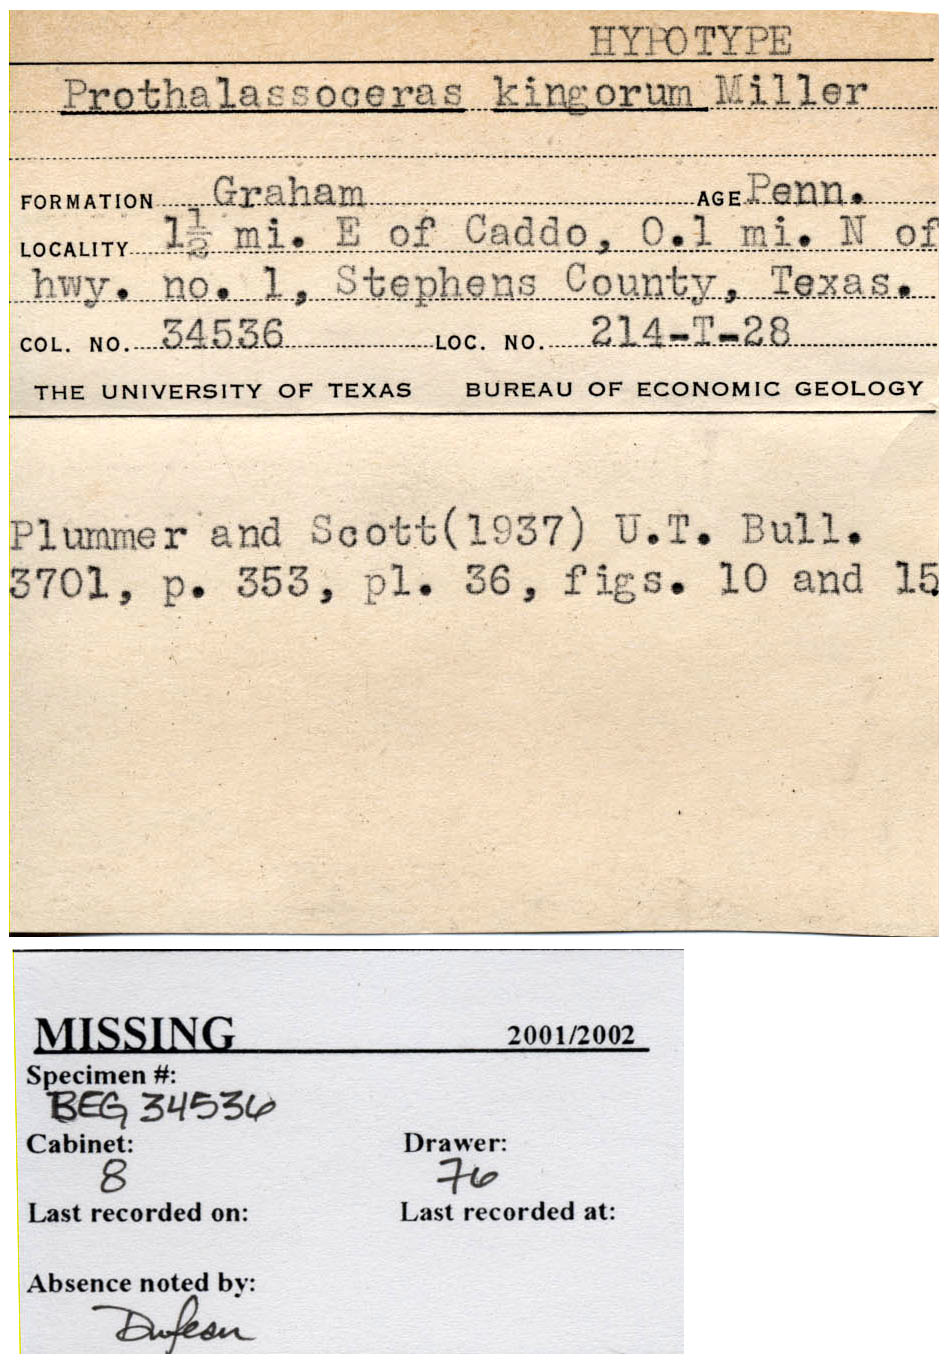 HYPOTYPE
Prothalassoceras kingorum Miller
FORMATION Graham AGE Penn.
LOCALITY 1½ mi. E of Caddo, 0.1 mi. N of
hwy. no. 1, Stephens County, Texas.
COL. NO. 34536 LOC. NO. 214-T-28
THE UNIVERSITY OF TEXAS BUREAU OF ECONOMIC GEOLOGY
Plummer and Scott(1937) U.T. Bull.
3701, p. 353, pl. 36, figs. 10 and 15.
MISSING 2001/2002
Specimen #:
BEG 34536
Cabinet: Drawer:
8 76
Last recorded on: Last recorded at:
Absence noted by: